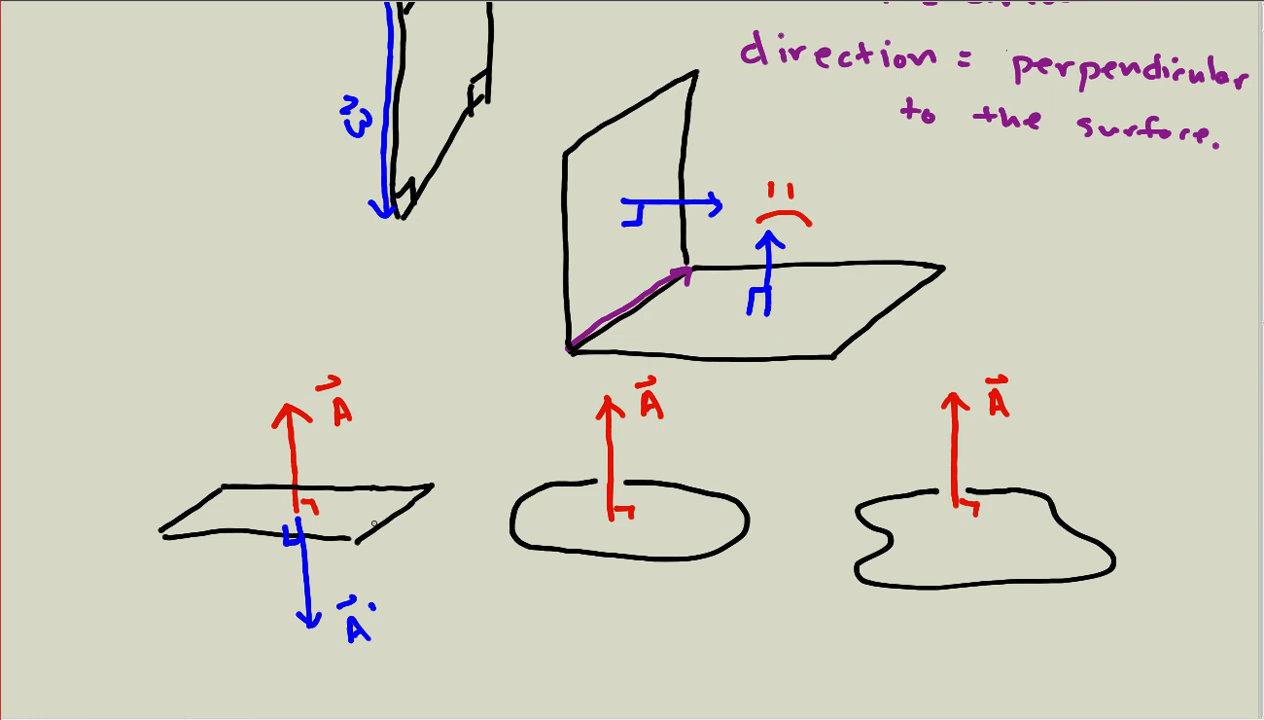 direction = perpendicular
to the surface.
A
A
A
A